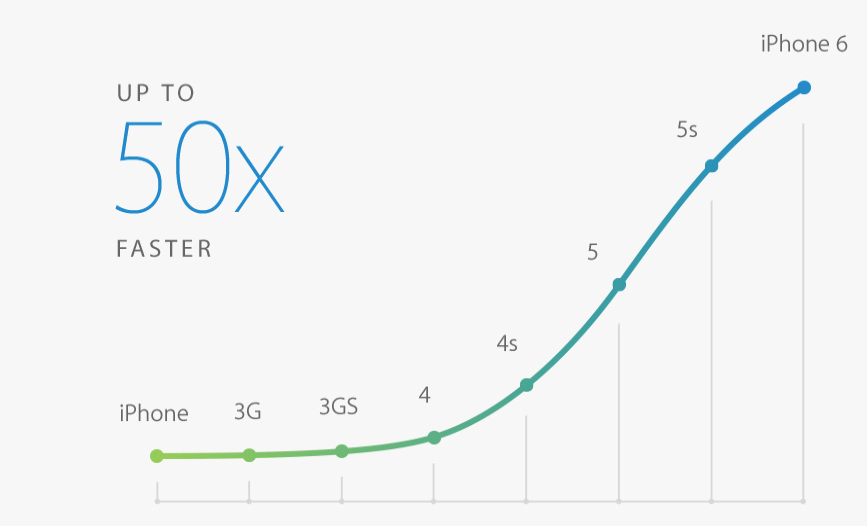 UP TO
50X
FASTER
iPhone
3G
3GS
4
4s
5
5s
iPhone 6